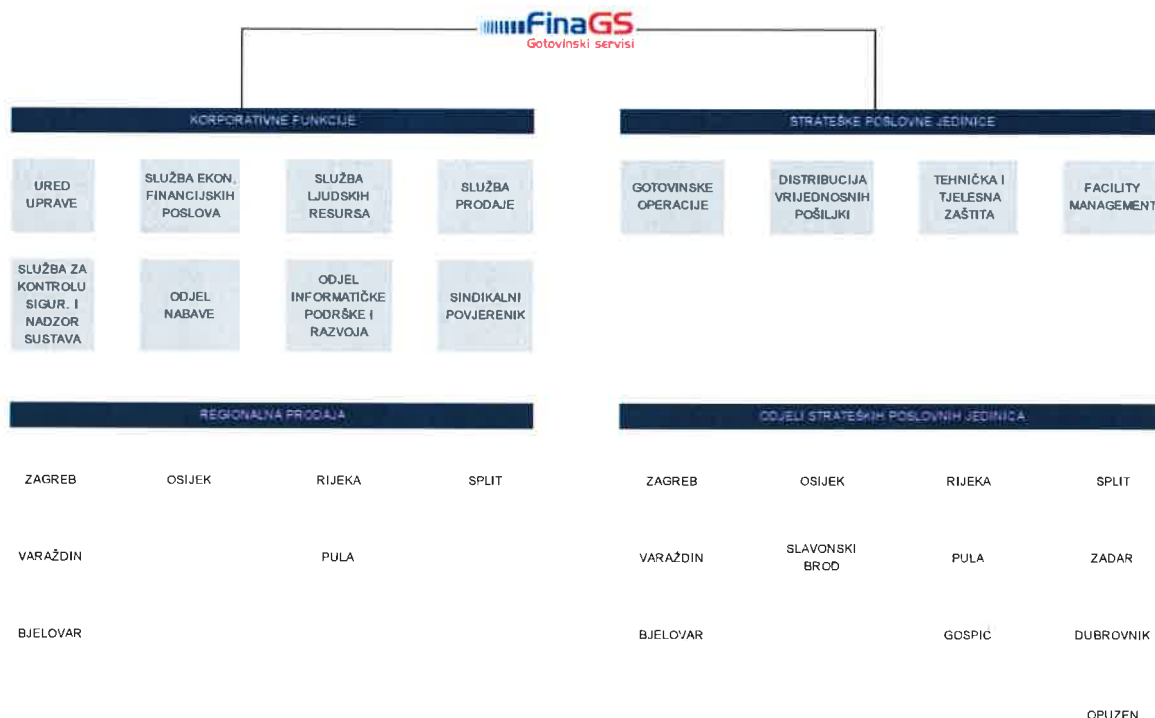 FinaGS
Gotovinski servisi
KORPORATIVNE FUNKCIJE
URED
UPRAVE
SLUŽBA EKON.
FINANCIJSKIH
POSLOVA
SLUŽBA
LJUDSKIH
RESURSA
SLUŽBA
PRODAJE
SLUŽBA ZA
KONTROLU
SIGUR. I
NADZOR
SUSTAVA
ODJEL
NABAVE
ODJEL
INFORMATIČKE
PODRŠKE I
RAZVOJA
SINDIKALNI
POVJERENIK
STRATEŠKE POSLOVNE JEDINICE
GOTOVINSKE
OPERACIJE
DISTRIBUCIJA
VRIJEDNOSNIH
POŠILJKI
TEHNIČKA I
TJELESNA
ZAŠTITA
FACILITY
MANAGEMENT
REGIONALNA PRODAJA
ZAGREB
OSIJEK
RIJEKA
SPLIT
VARAŽDIN
PULA
BJELOVAR
ODJELI STRATEŠKIH POSLOVNIH JEDINICA
ZAGREB
OSIJEK
RIJEKA
SPLIT
VARAŽDIN
SLAVONSKI
BROD
PULA
ZADAR
BJELOVAR
GOSPIĆ
DUBROVNIK
OPUZEN